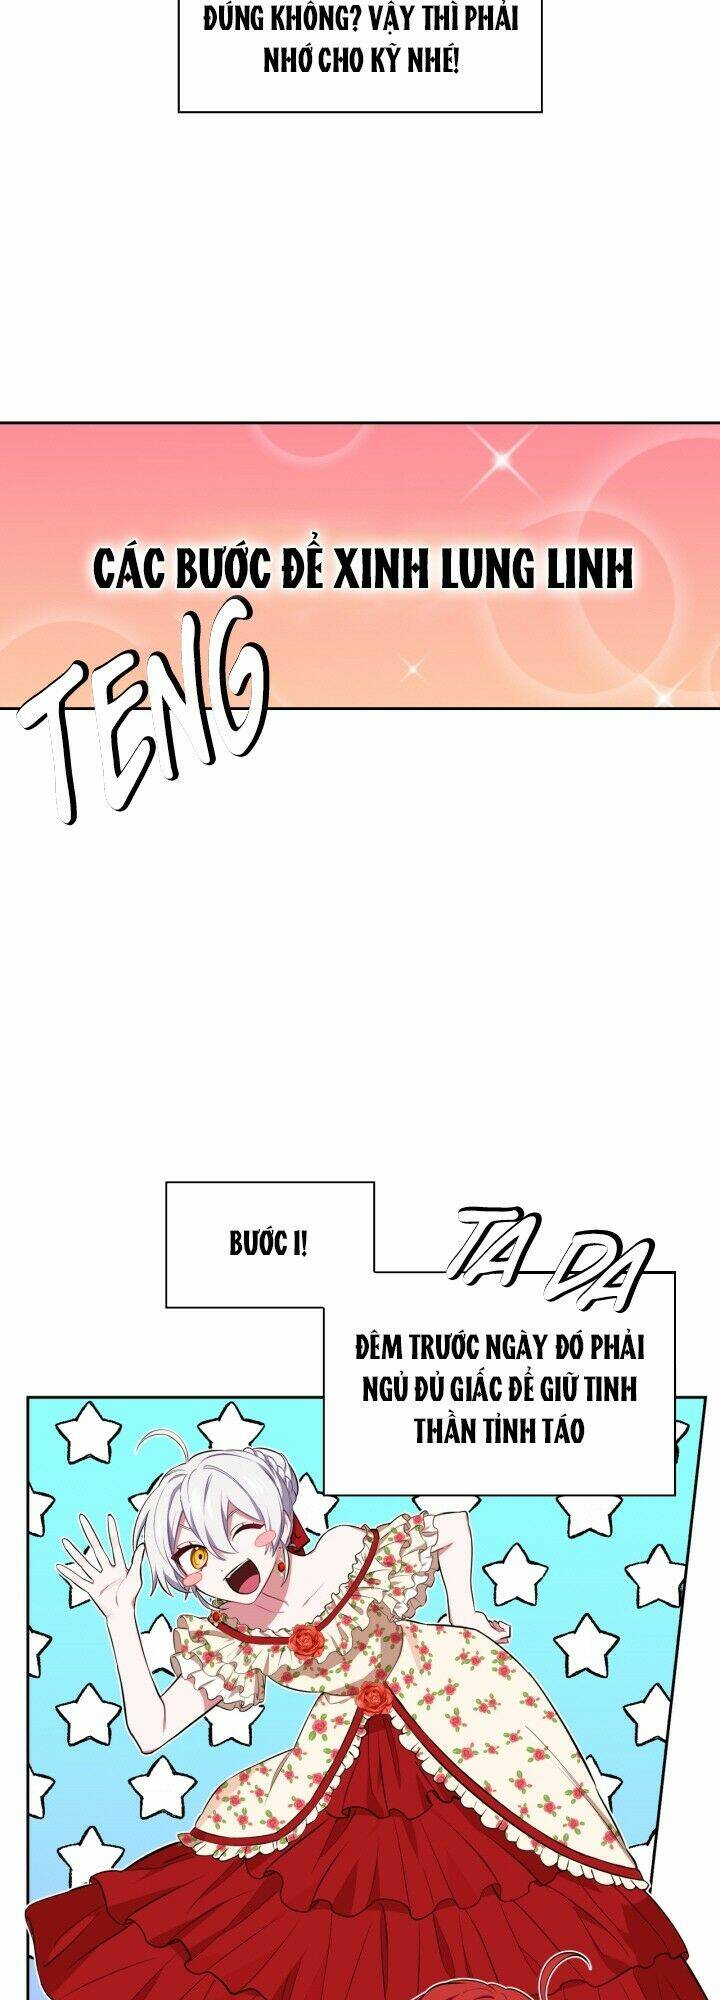 ĐÚNG KHÔNG? VẬY THÌ PHẢI
NHỚ CHO KỸ NHÉ!
CÁC BƯỚC ĐỂ XINH LUNG LINH
TENG
BƯỚC 1!
TA DA
ĐÊM TRƯỚC NGÀY ĐÓ PHẢI
NGỦ ĐỦ GIẤC ĐỂ GIỮ TINH
THẦN TỈNH TÁO